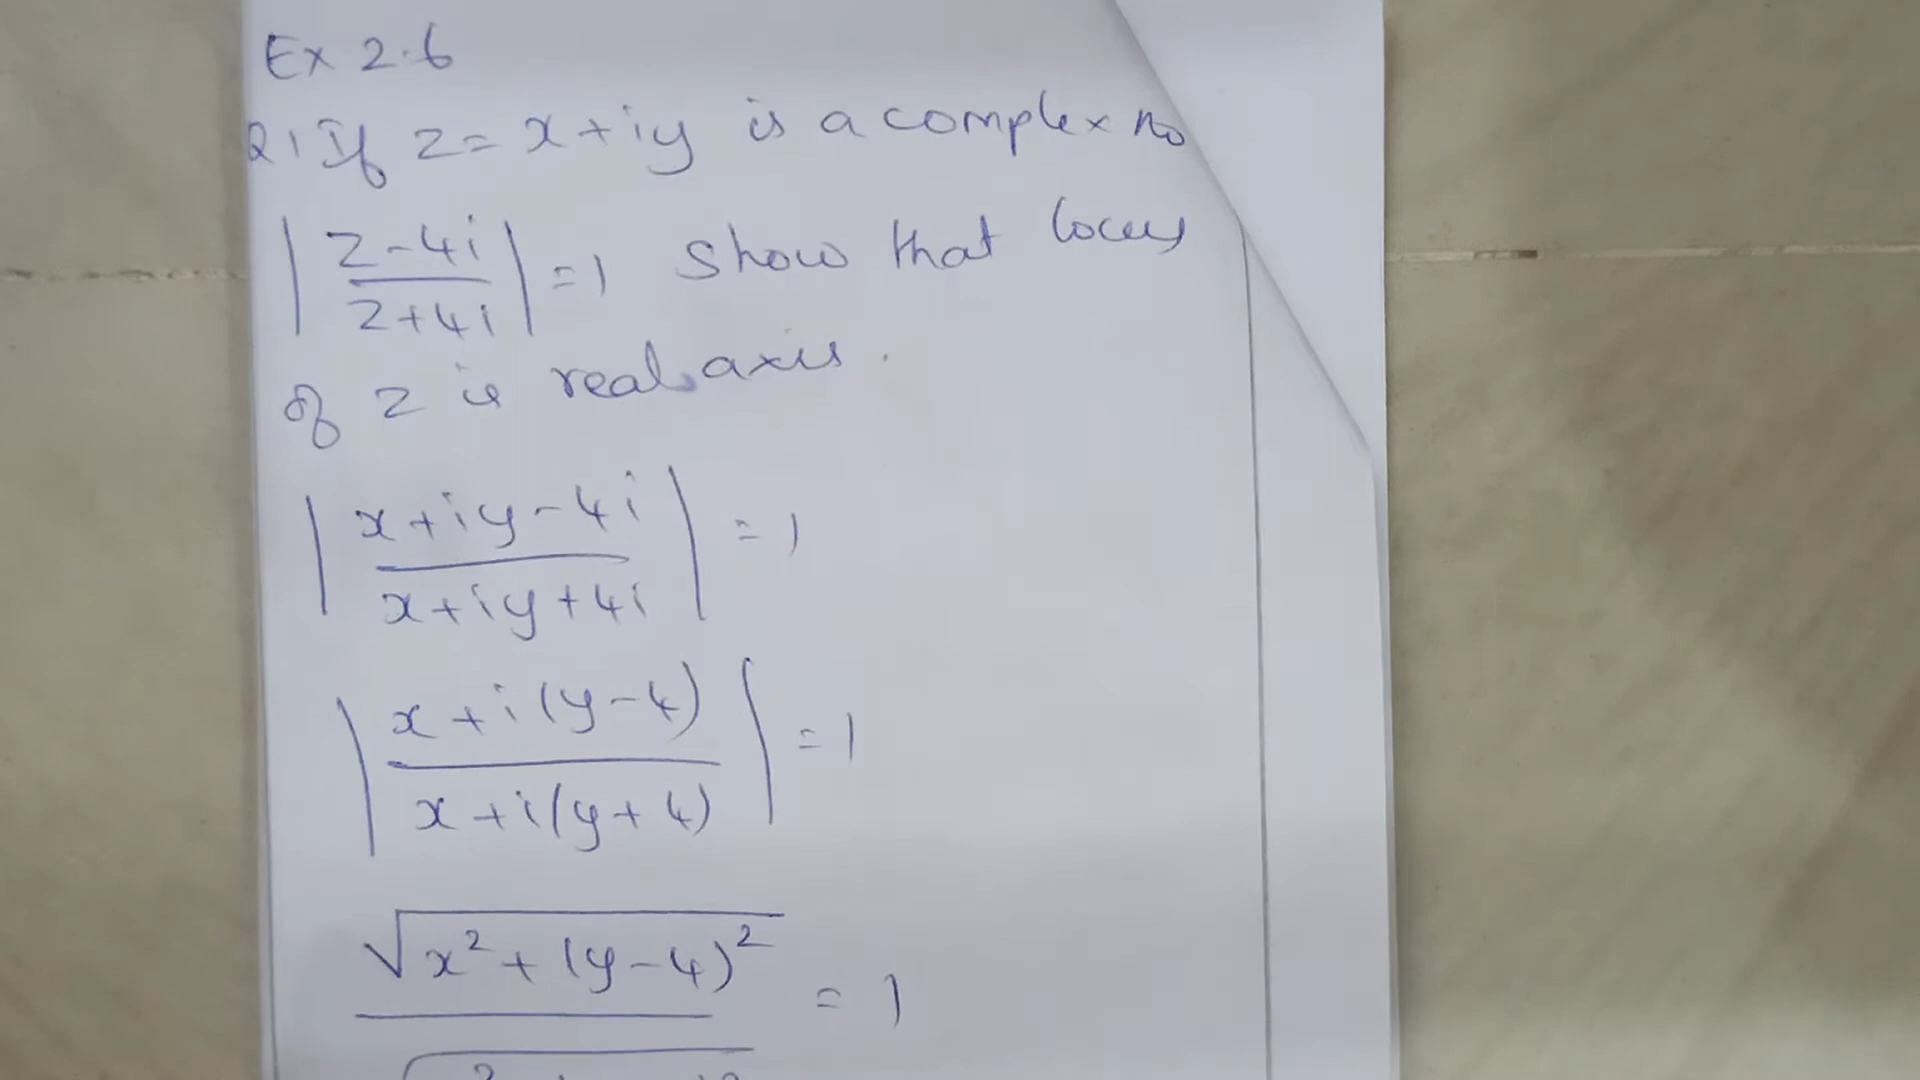 Ex 2.6
Q1 If z = x + iy is a complex no
| z - 4i / z + 4i | = 1 show that locus
of z is real axis.
| x + iy - 4i / x + iy + 4i | = 1
| x + i(y - 4) / x + i(y + 4) | = 1
√x² + (y - 4)² = 1